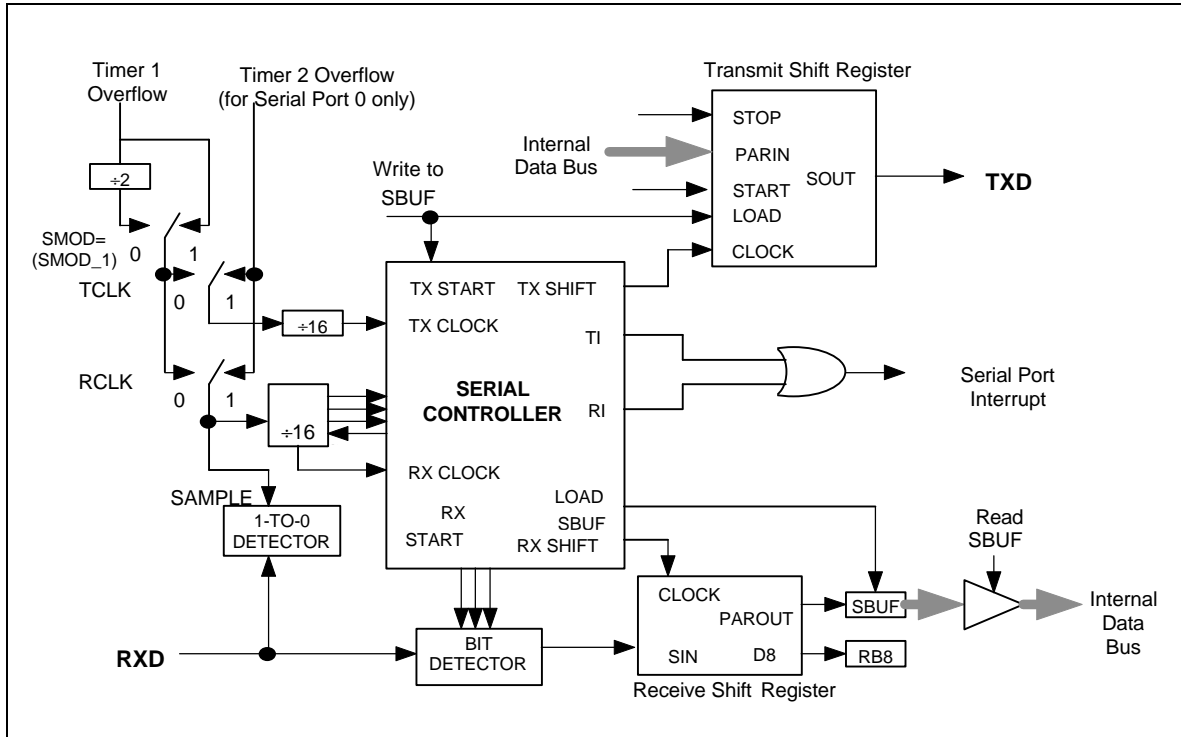 Timer 1
Overflow
Timer 2 Overflow
(for Serial Port 0 only)
Transmit Shift Register
STOP
Internal
Data Bus
PARIN
SOUT
TXD
START
LOAD
CLOCK
÷2
Write to
SBUF
SMOD=
(SMOD_1)
0
1
TCLK
0
1
÷16
TX START
TX SHIFT
TX CLOCK
TI
SERIAL
CONTROLLER
RI
Serial Port
Interrupt
RCLK
0
1
÷16
RX CLOCK
SAMPLE
1-TO-0
DETECTOR
RX
START
LOAD
SBUF
RX SHIFT
Read
SBUF
CLOCK
PAROUT
SBUF
Internal
Data
Bus
RXD
BIT
DETECTOR
SIN
D8
RB8
Receive Shift Register